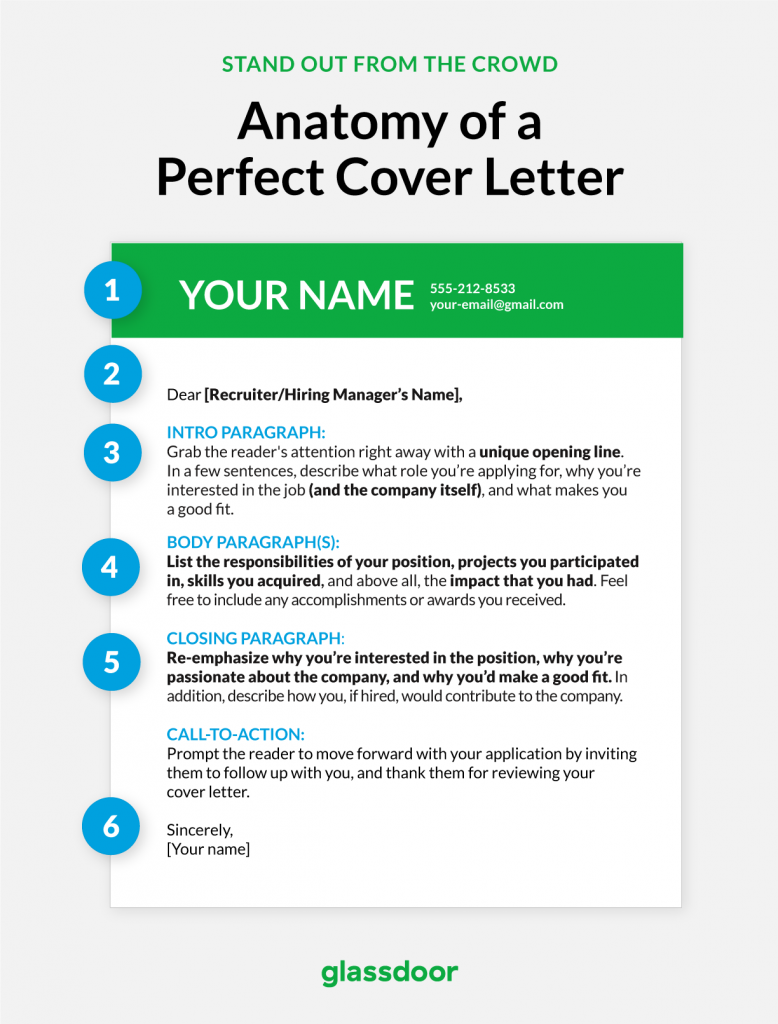 STAND OUT FROM THE CROWD
Anatomy of a
Perfect Cover Letter
1
YOUR NAME
555-212-8533
your-email@gmail.com
2
Dear [Recruiter/Hiring Manager’s Name],
3
INTRO PARAGRAPH:
Grab the reader's attention right away with a unique opening line.
In a few sentences, describe what role you’re applying for, why you’re
interested in the job (and the company itself), and what makes you
a good fit.
4
BODY PARAGRAPH(S):
List the responsibilities of your position, projects you participated
in, skills you acquired, and above all, the impact that you had. Feel
free to include any accomplishments or awards you received.
5
CLOSING PARAGRAPH:
Re-emphasize why you’re interested in the position, why you’re
passionate about the company, and why you’d make a good fit. In
addition, describe how you, if hired, would contribute to the company.
CALL-TO-ACTION:
Prompt the reader to move forward with your application by inviting
them to follow up with you, and thank them for reviewing your
cover letter.
6
Sincerely,
[Your name]
glassdoor